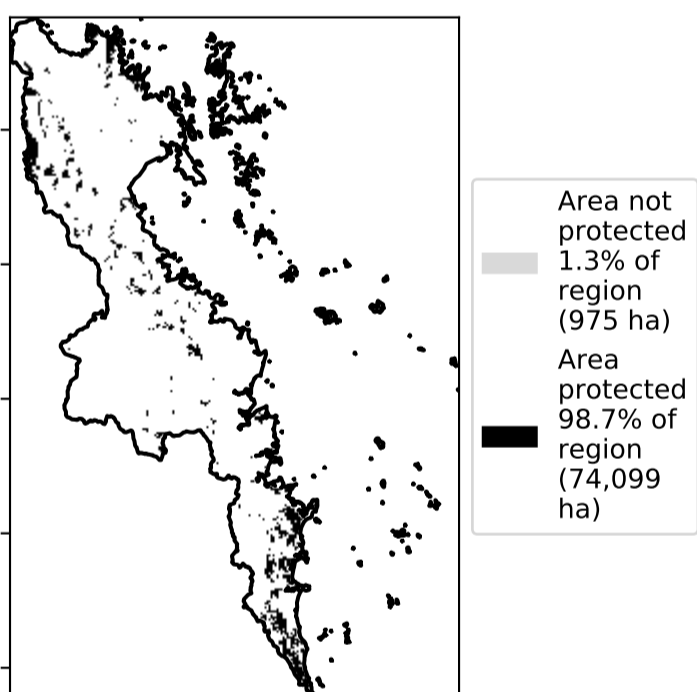 Area not
protected
1.3% of
region
(975 ha)
Area
protected
98.7% of
region
(74,099
ha)